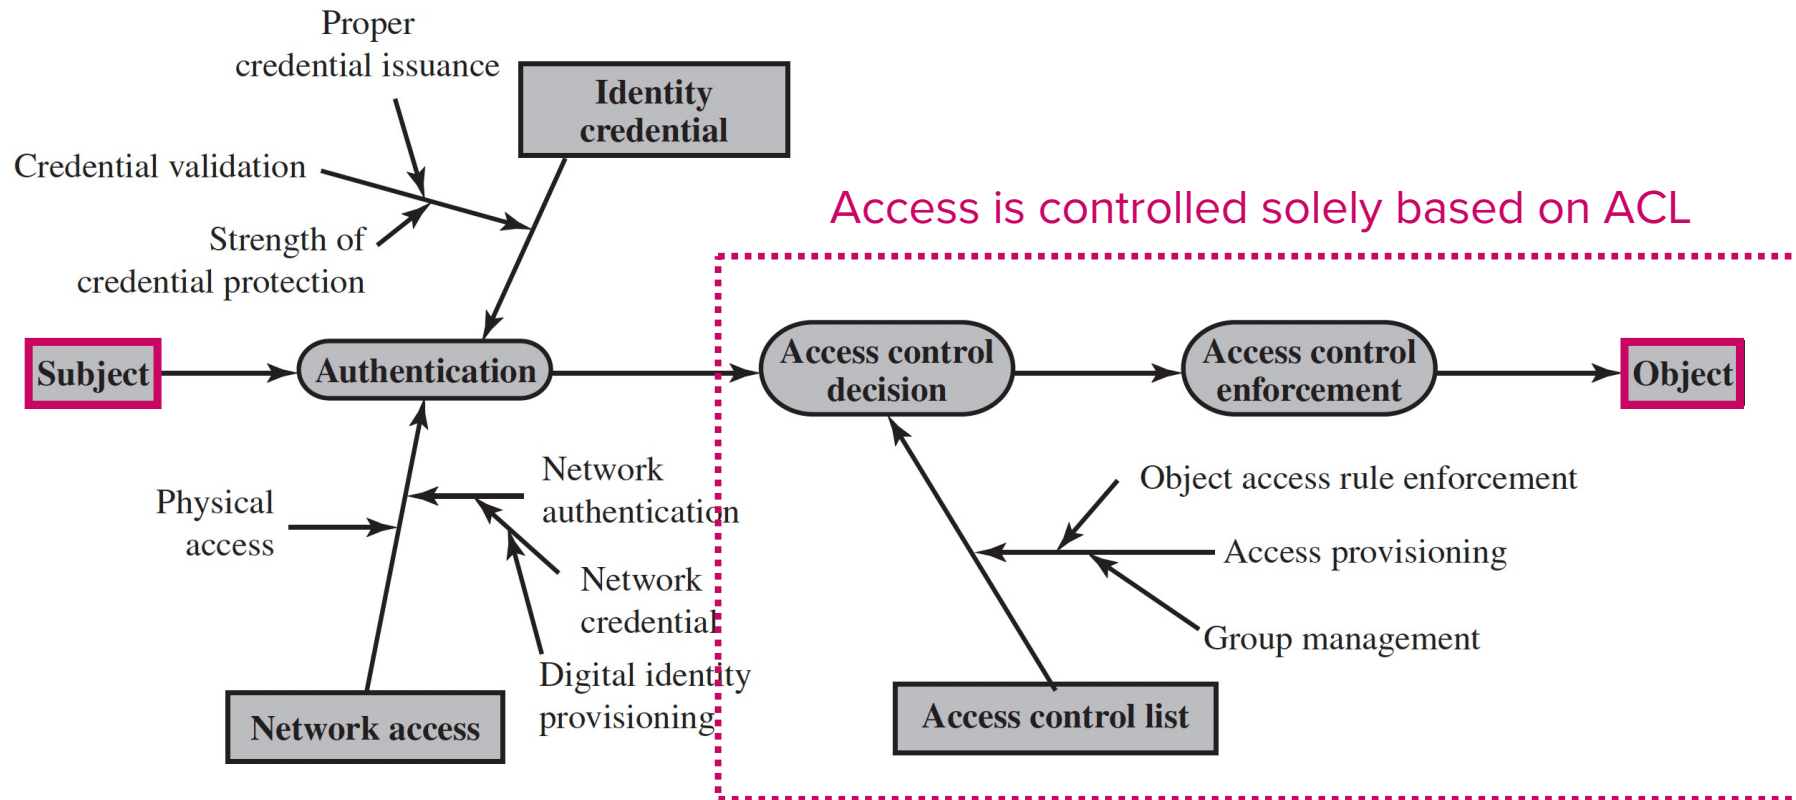 Proper
credential issuance
Identity
credential
Credential validation
Strength of
credential protection
Access is controlled solely based on ACL
Subject
Authentication
Access control
decision
Access control
enforcement
Object
Physical
access
Network
authentication
Network
credential
Digital identity
provisioning
Object access rule enforcement
Access provisioning
Group management
Network access
Access control list